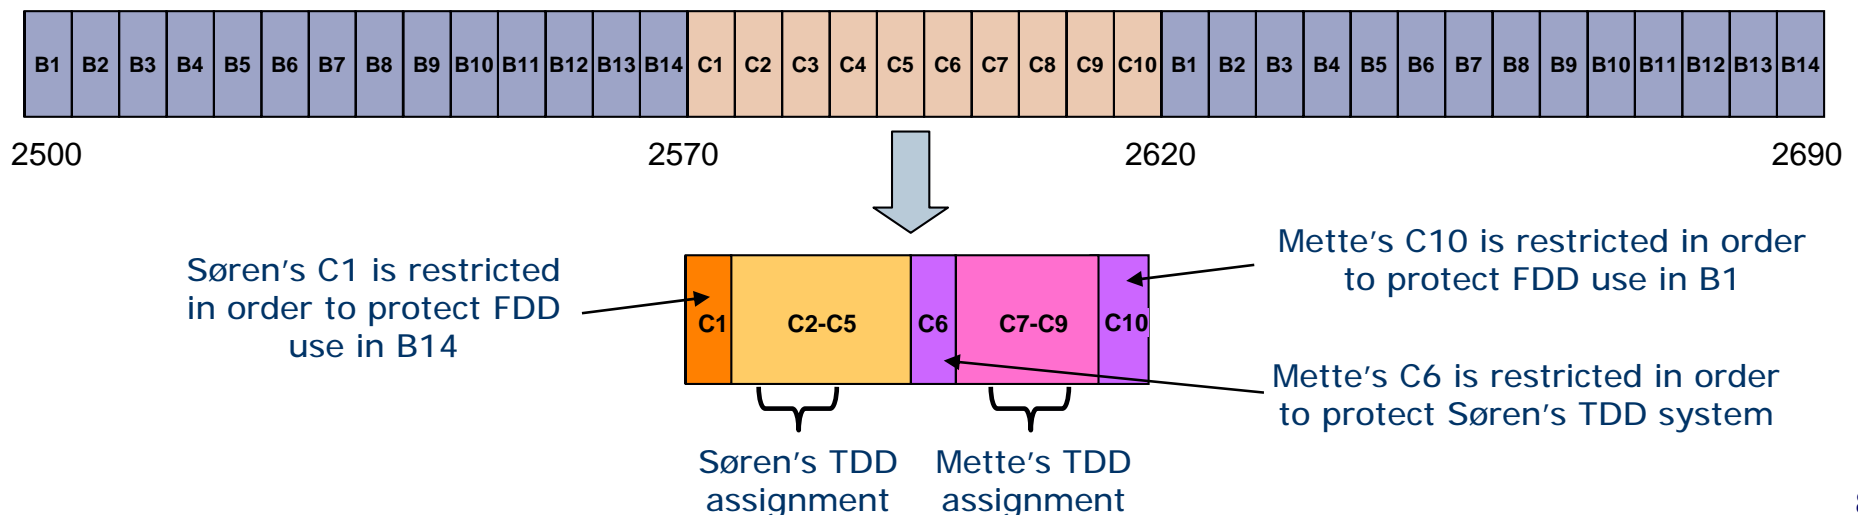 B1 B2 B3 B4 B5 B6 B7 B8 B9 B10 B11 B12 B13 B14 C1 C2 C3 C4 C5 C6 C7 C8 C9 C10 B1 B2 B3 B4 B5 B6 B7 B8 B9 B10 B11 B12 B13 B14
2500 2570 2620 2690
Søren's C1 is restricted
in order to protect FDD
use in B14
Mette's C10 is restricted in order
to protect FDD use in B1
C1 C2-C5 C6 C7-C9 C10
Mette's C6 is restricted in order
to protect Søren's TDD system
Søren's TDD
assignment
Mette's TDD
assignment